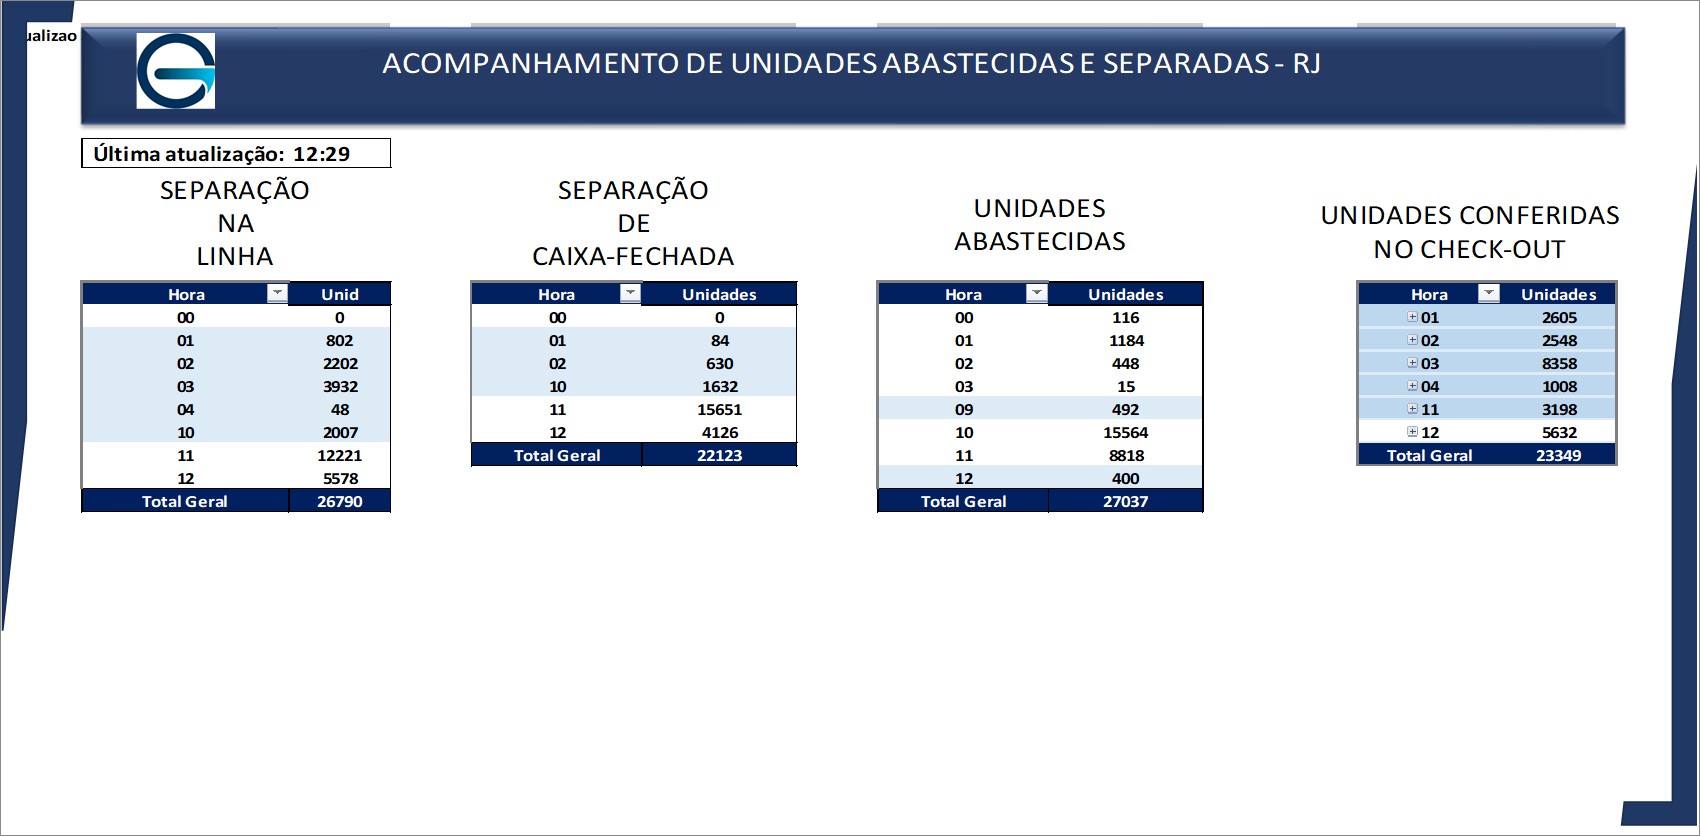 ualizao
ACOMPANHAMENTO DE UNIDADES ABASTECIDAS E SEPARADAS - RJ
Última atualização: 12:29
SEPARAÇÃO
NA
LINHA
Hora Unid
00 0
01 802
02 2202
03 3932
04 48
10 2007
11 12221
12 5578
Total Geral 26790
SEPARAÇÃO
DE
CAIXA-FECHADA
Hora Unidades
00 0
01 84
02 630
10 1632
11 15651
12 4126
Total Geral 22123
UNIDADES
ABASTECIDAS
Hora Unidades
00 116
01 1184
02 448
03 15
09 492
10 15564
11 8818
12 400
Total Geral 27037
UNIDADES CONFERIDAS
NO CHECK-OUT
Hora Unidades
01 2605
02 2548
03 8358
04 1008
11 3198
12 5632
Total Geral 23349